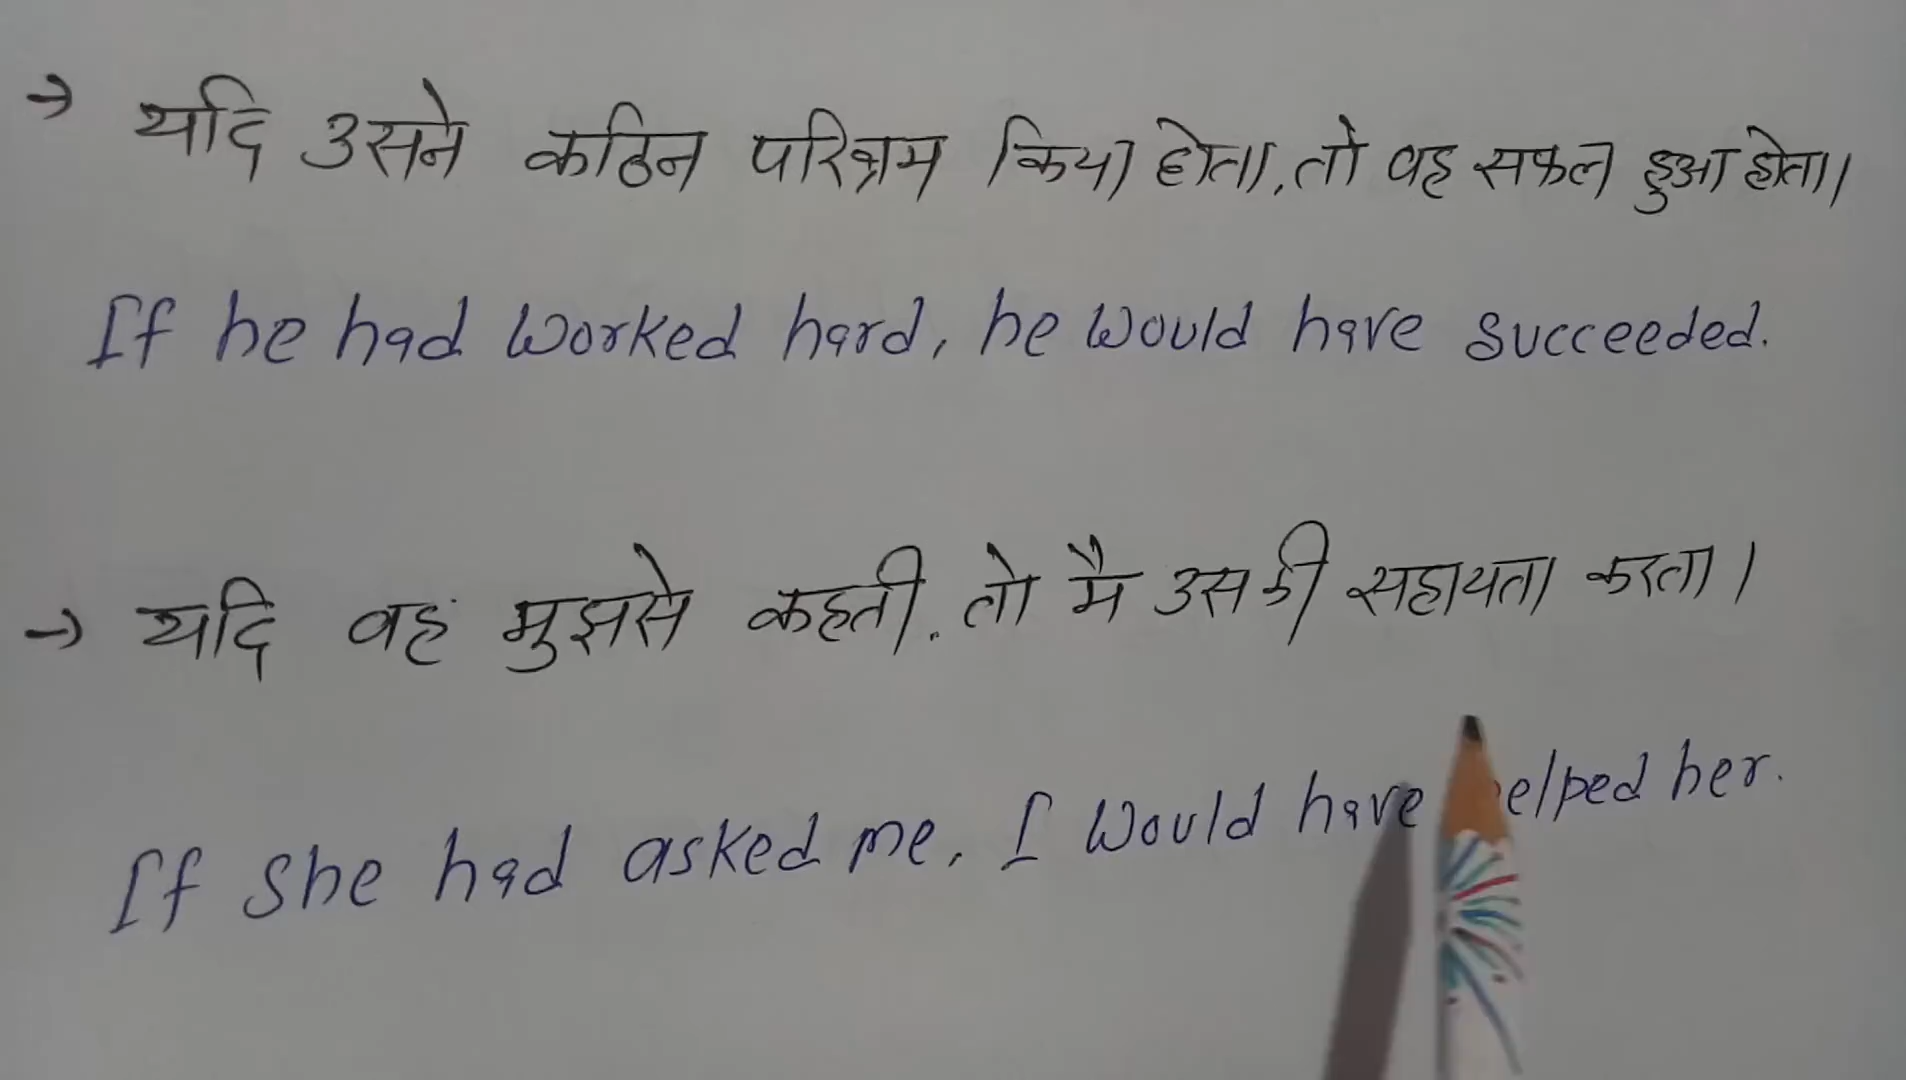 → यदि उसने कठिन परिश्रम किया होता, तो वह सफल हुआ होता।
If he had worked hard, he would have succeeded.
→ यदि वह मुझसे कहती, तो मै उसकी सहायता करता।
If she had asked me, I would have helped her.